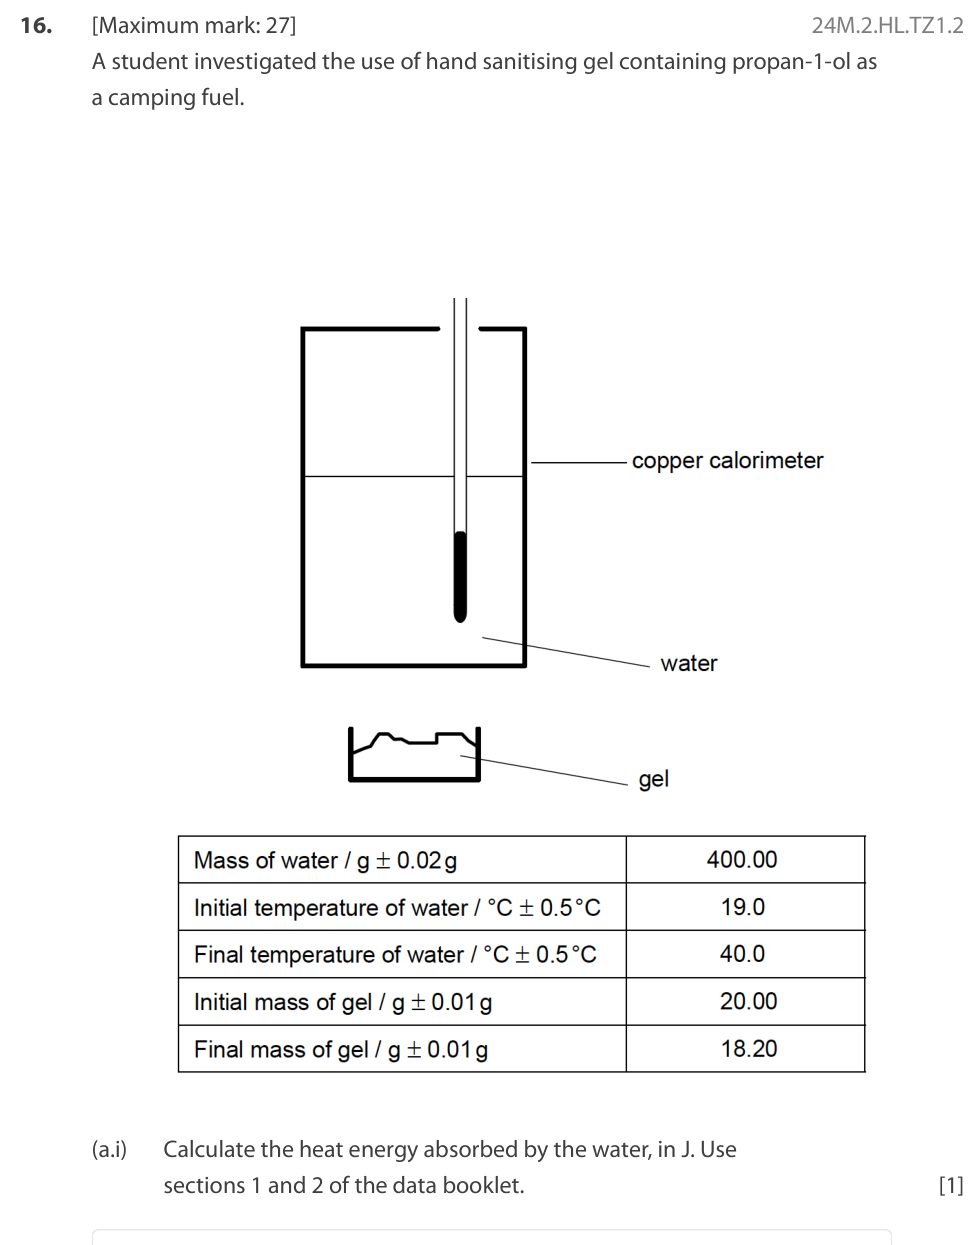 16. [Maximum mark: 27] 24M.2.HL.TZ1.2
A student investigated the use of hand sanitising gel containing propan-1-ol as
a camping fuel.
copper calorimeter
water
gel
Mass of water / g ± 0.02 g 400.00
Initial temperature of water / °C ± 0.5 °C 19.0
Final temperature of water / °C ± 0.5 °C 40.0
Initial mass of gel / g ± 0.01 g 20.00
Final mass of gel / g ± 0.01 g 18.20
(a.i) Calculate the heat energy absorbed by the water, in J. Use
sections 1 and 2 of the data booklet. [1]